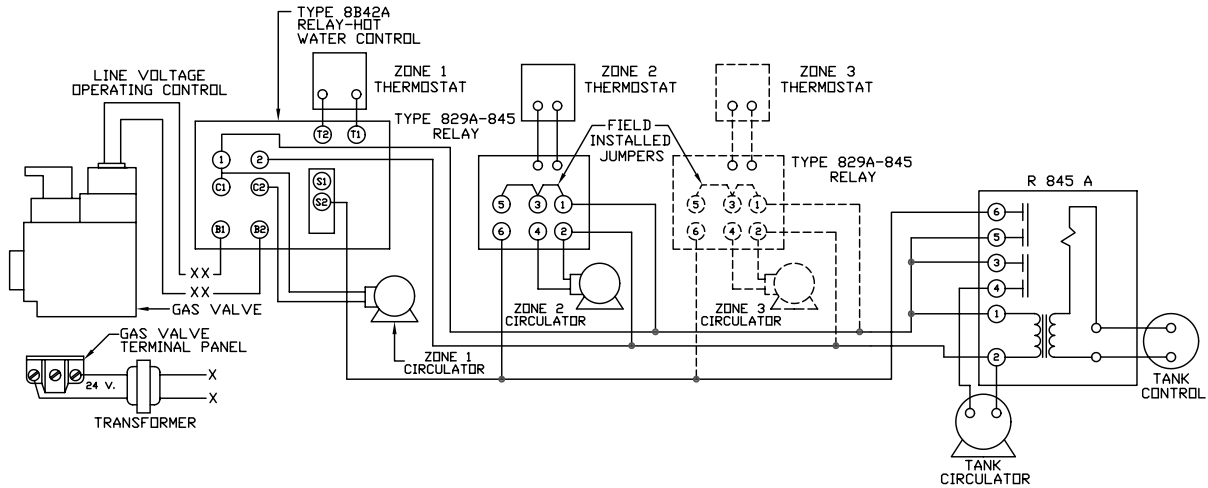 TYPE 8B42A
RELAY-HOT
WATER CONTROL
LINE VOLTAGE
OPERATING CONTROL
ZONE 1
THERMOSTAT
ZONE 2
THERMOSTAT
ZONE 3
THERMOSTAT
TYPE 829A-845
RELAY
FIELD
INSTALLED
JUMPERS
TYPE 829A-845
RELAY
R 845 A
T2 T1
1 2
C1 C2
S1
S2
B1 B2
5 3 1
6 4 2
5 3 1
6 4 2
6
5
3
4
1
2
XX
XX
GAS VALVE
ZONE 2
CIRCULATOR
ZONE 3
CIRCULATOR
GAS VALVE
TERMINAL PANEL
ZONE 1
CIRCULATOR
24 V.
X
X
TRANSFORMER
TANK
CONTROL
TANK
CIRCULATOR